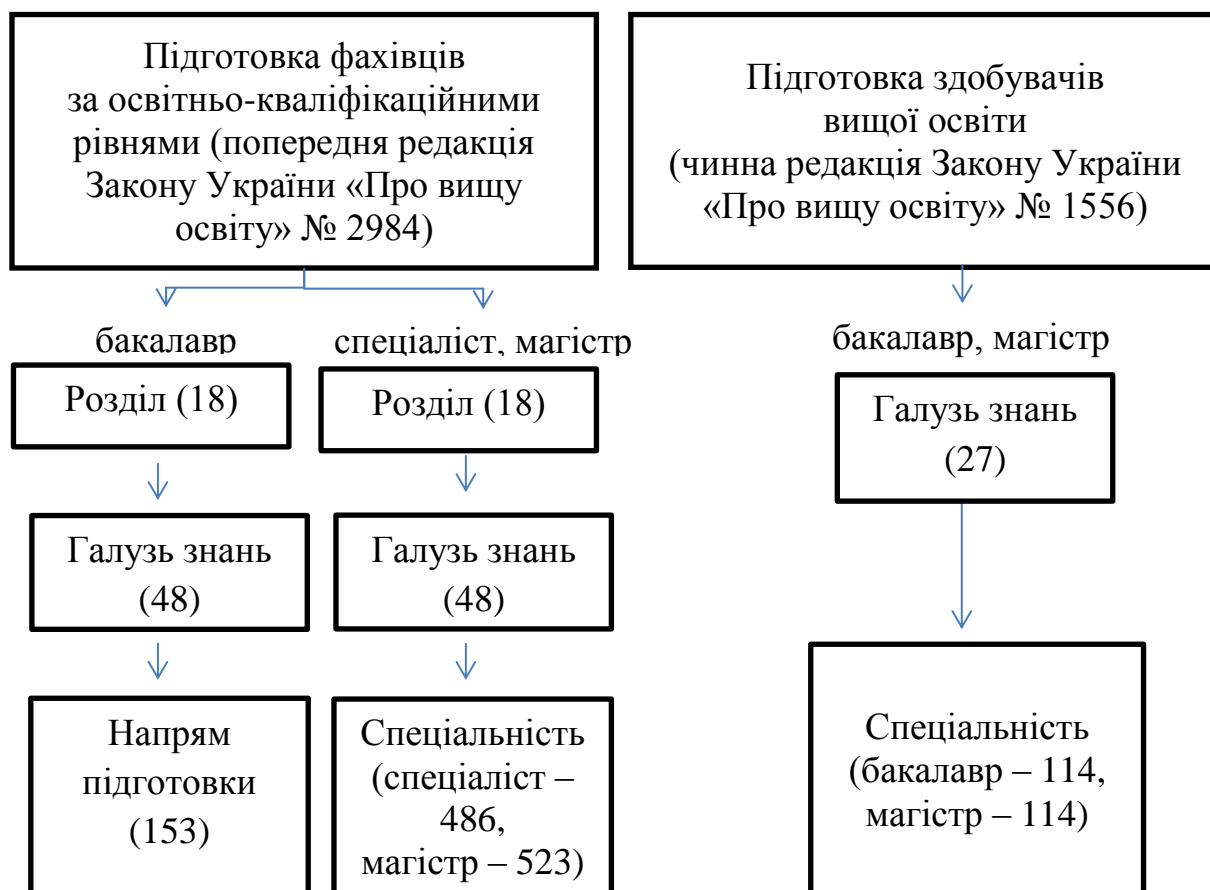 Підготовка фахівців
за освітньо-кваліфікаційними
рівнями (попередня редакція
Закону України «Про вищу
освіту» № 2984)
Підготовка здобувачів
вищої освіти
(чинна редакція Закону України
«Про вищу освіту» № 1556)
бакалавр
спеціаліст, магістр
бакалавр, магістр
Розділ (18)
Розділ (18)
Галузь знань
(27)
Галузь знань
(48)
Галузь знань
(48)
Напрям
підготовки
(153)
Спеціальність
(спеціаліст –
486,
магістр – 523)
Спеціальність
(бакалавр – 114,
магістр – 114)